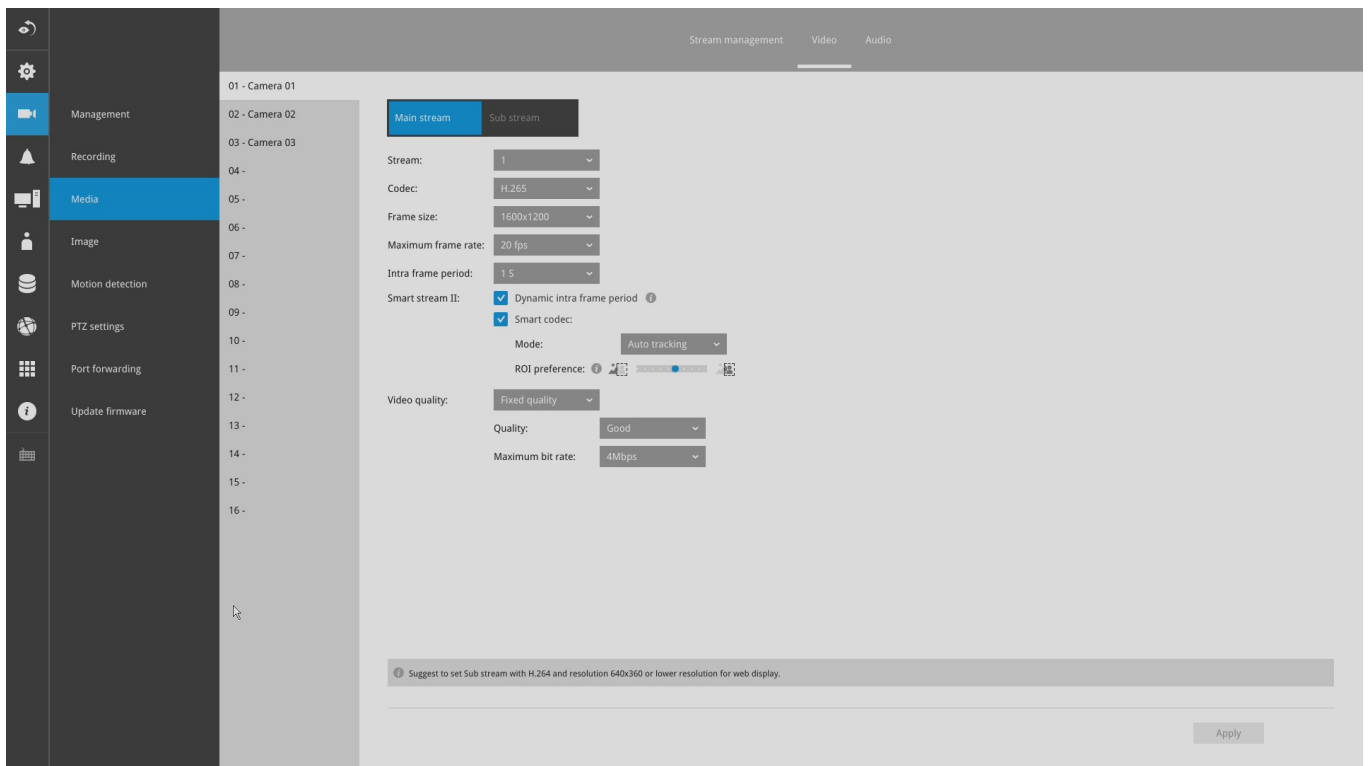 Stream management Video Audio
Management
Recording
Media
Image
Motion detection
PTZ settings
Port forwarding
Update firmware
01 - Camera 01
02 - Camera 02
03 - Camera 03
04 -
05 -
06 -
07 -
08 -
09 -
10 -
11 -
12 -
13 -
14 -
15 -
16 -
Main stream Sub stream
Stream: 1
Codec: H.265
Frame size: 1600x1200
Maximum frame rate: 20 fps
Intra frame period: 1 S
Smart stream II: Dynamic intra frame period
Smart codec:
Mode: Auto tracking
ROI preference:
Video quality: Fixed quality
Quality: Good
Maximum bit rate: 4Mbps
Suggest to set Sub stream with H.264 and resolution 640x360 or lower resolution for web display.
Apply